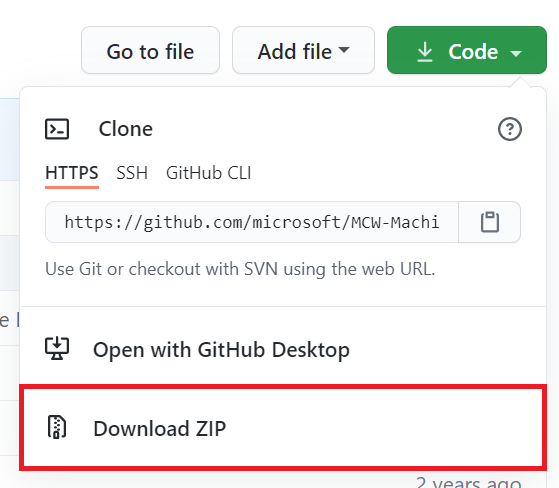 Go to file
Add file
Code
Clone
HTTPS SSH GitHub CLI
https://github.com/microsoft/MCW-Machi
Use Git or checkout with SVN using the web URL.
Open with GitHub Desktop
Download ZIP
2 years ago